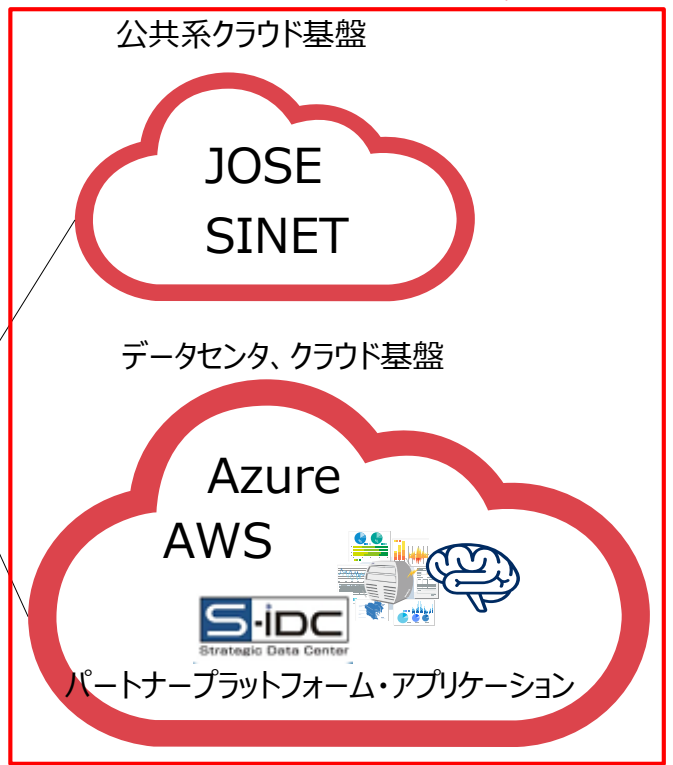 公共系クラウド基盤
JOSE
SINET
データセンタ、クラウド基盤
Azure
AWS
S-iDC
Strategic Data Center
パートナープラットフォーム・アプリケーション